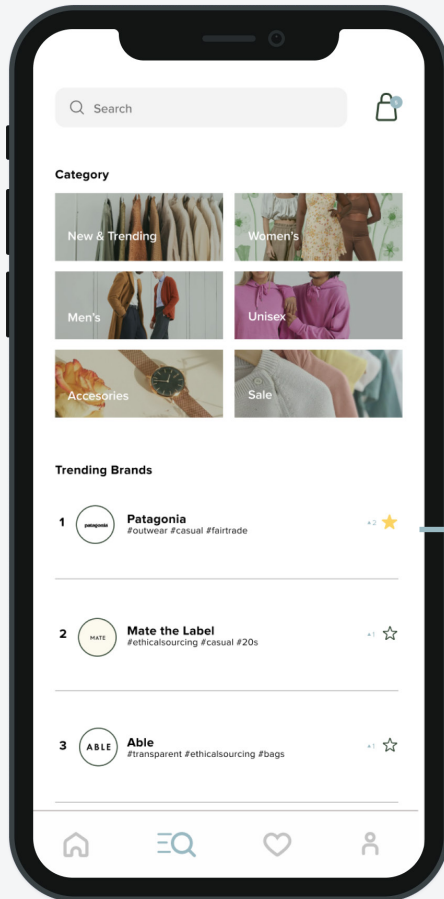 Search
Category
New & Trending
Women's
Men's
Unisex
Accesories
Sale
Trending Brands
1 patagonia Patagonia
#outwear #casual #fairtrade
2
2 MATE Mate the Label
#ethicalsourcing #casual #20s
1
3 ABLE Able
#transparent #ethicalsourcing #bags
1